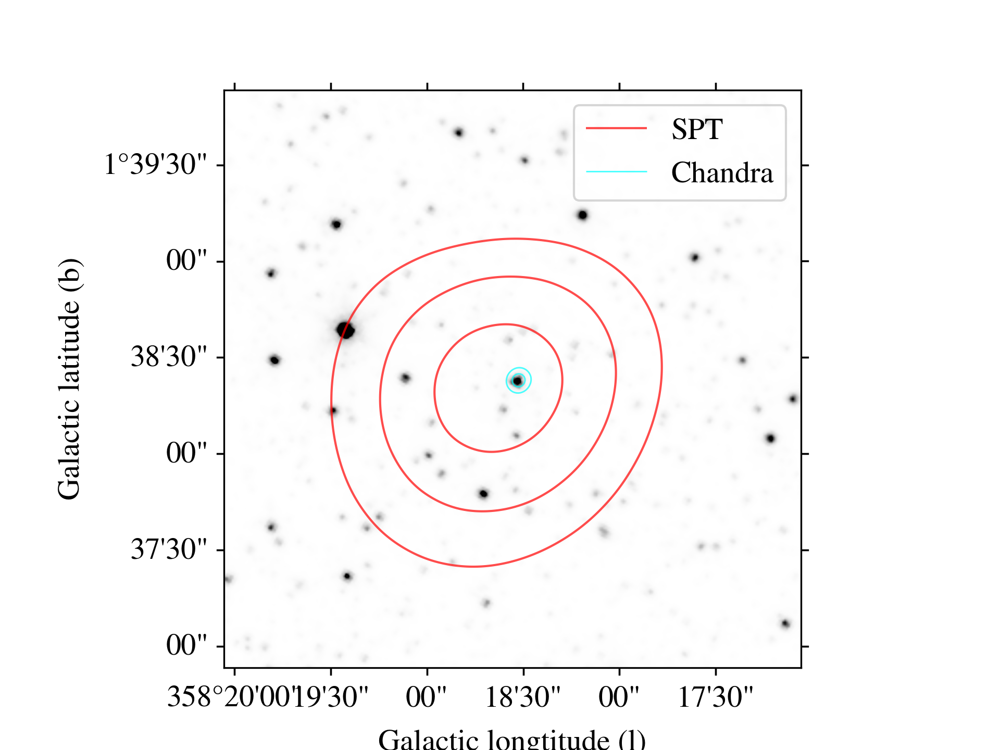 SPT
Chandra
1°39'30"
00"
38'30"
00"
37'30"
00"
Galactic latitude (b)
358°20'00" 19'30" 00" 18'30" 00" 17'30"
Galactic longtitude (l)